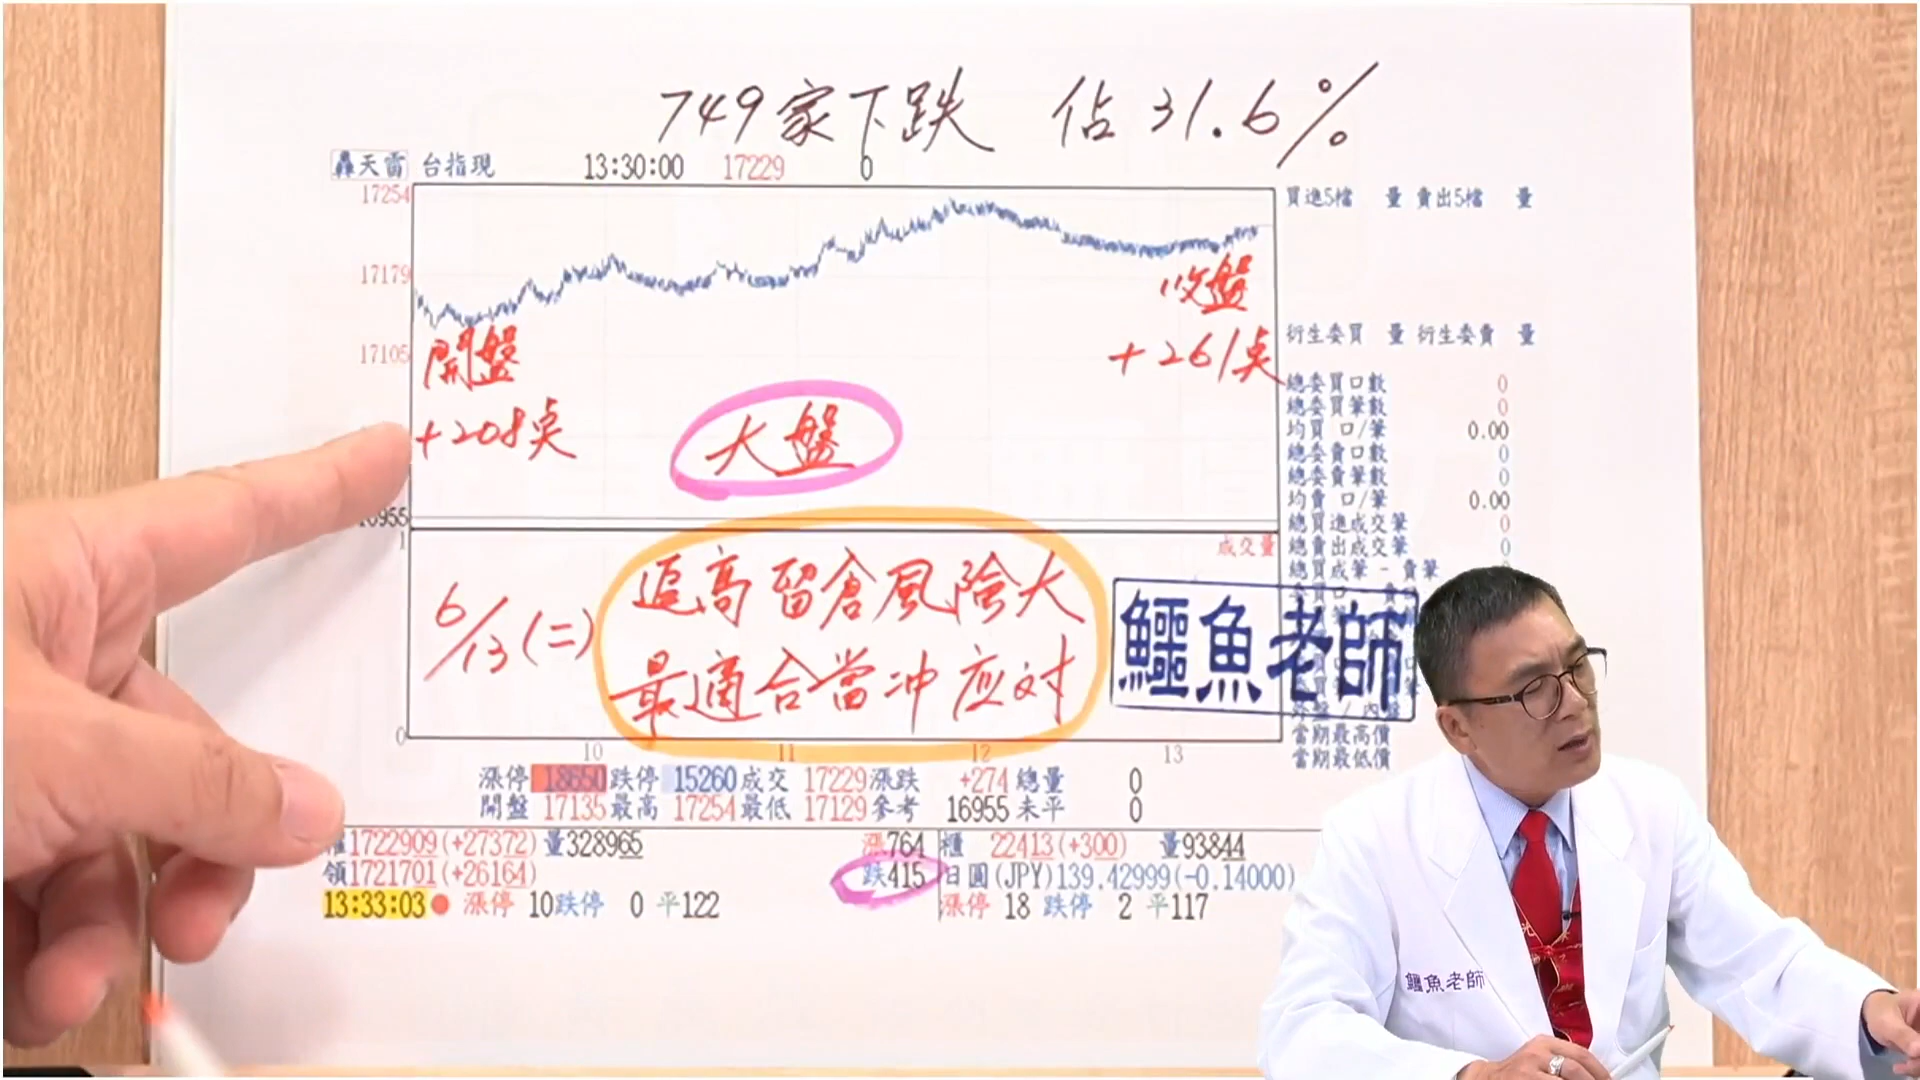 749家下跌 佔31.6%
轟天雷 台指現 13:30:00 17229 0
17254
買進5檔 量 賣出5檔 量
17179
收盤
17105
開盤
+261点
衍生委買 量 衍生委賣 量
總委買口數 0
總委買筆數 0
+208点
大盤
均買 口/筆 0.00
總委賣口數 0
總委賣筆數 0
均賣 口/筆 0.00
16955
總買進成交筆 0
1
成交量
總賣出成交筆 0
總買成筆 - 賣筆
追高留倉風險大
6/13(二)
最適合當冲应对
鱷魚老師
當期最高價
當期最低價
0
10 11 12 13
漲停 18650 跌停 15260 成交 17229 漲跌 +274 總量 0
開盤 17135 最高 17254 最低 17129 參考 16955 未平 0
權1722909(+27372) 量328965 漲764 櫃 22413(+300) 量93844
領1721701(+26164) 跌415 日圓(JPY)139.42999(-0.14000)
13:33:03 漲停 10跌停 0 平122 漲停 18 跌停 2 平117
鱷魚老師